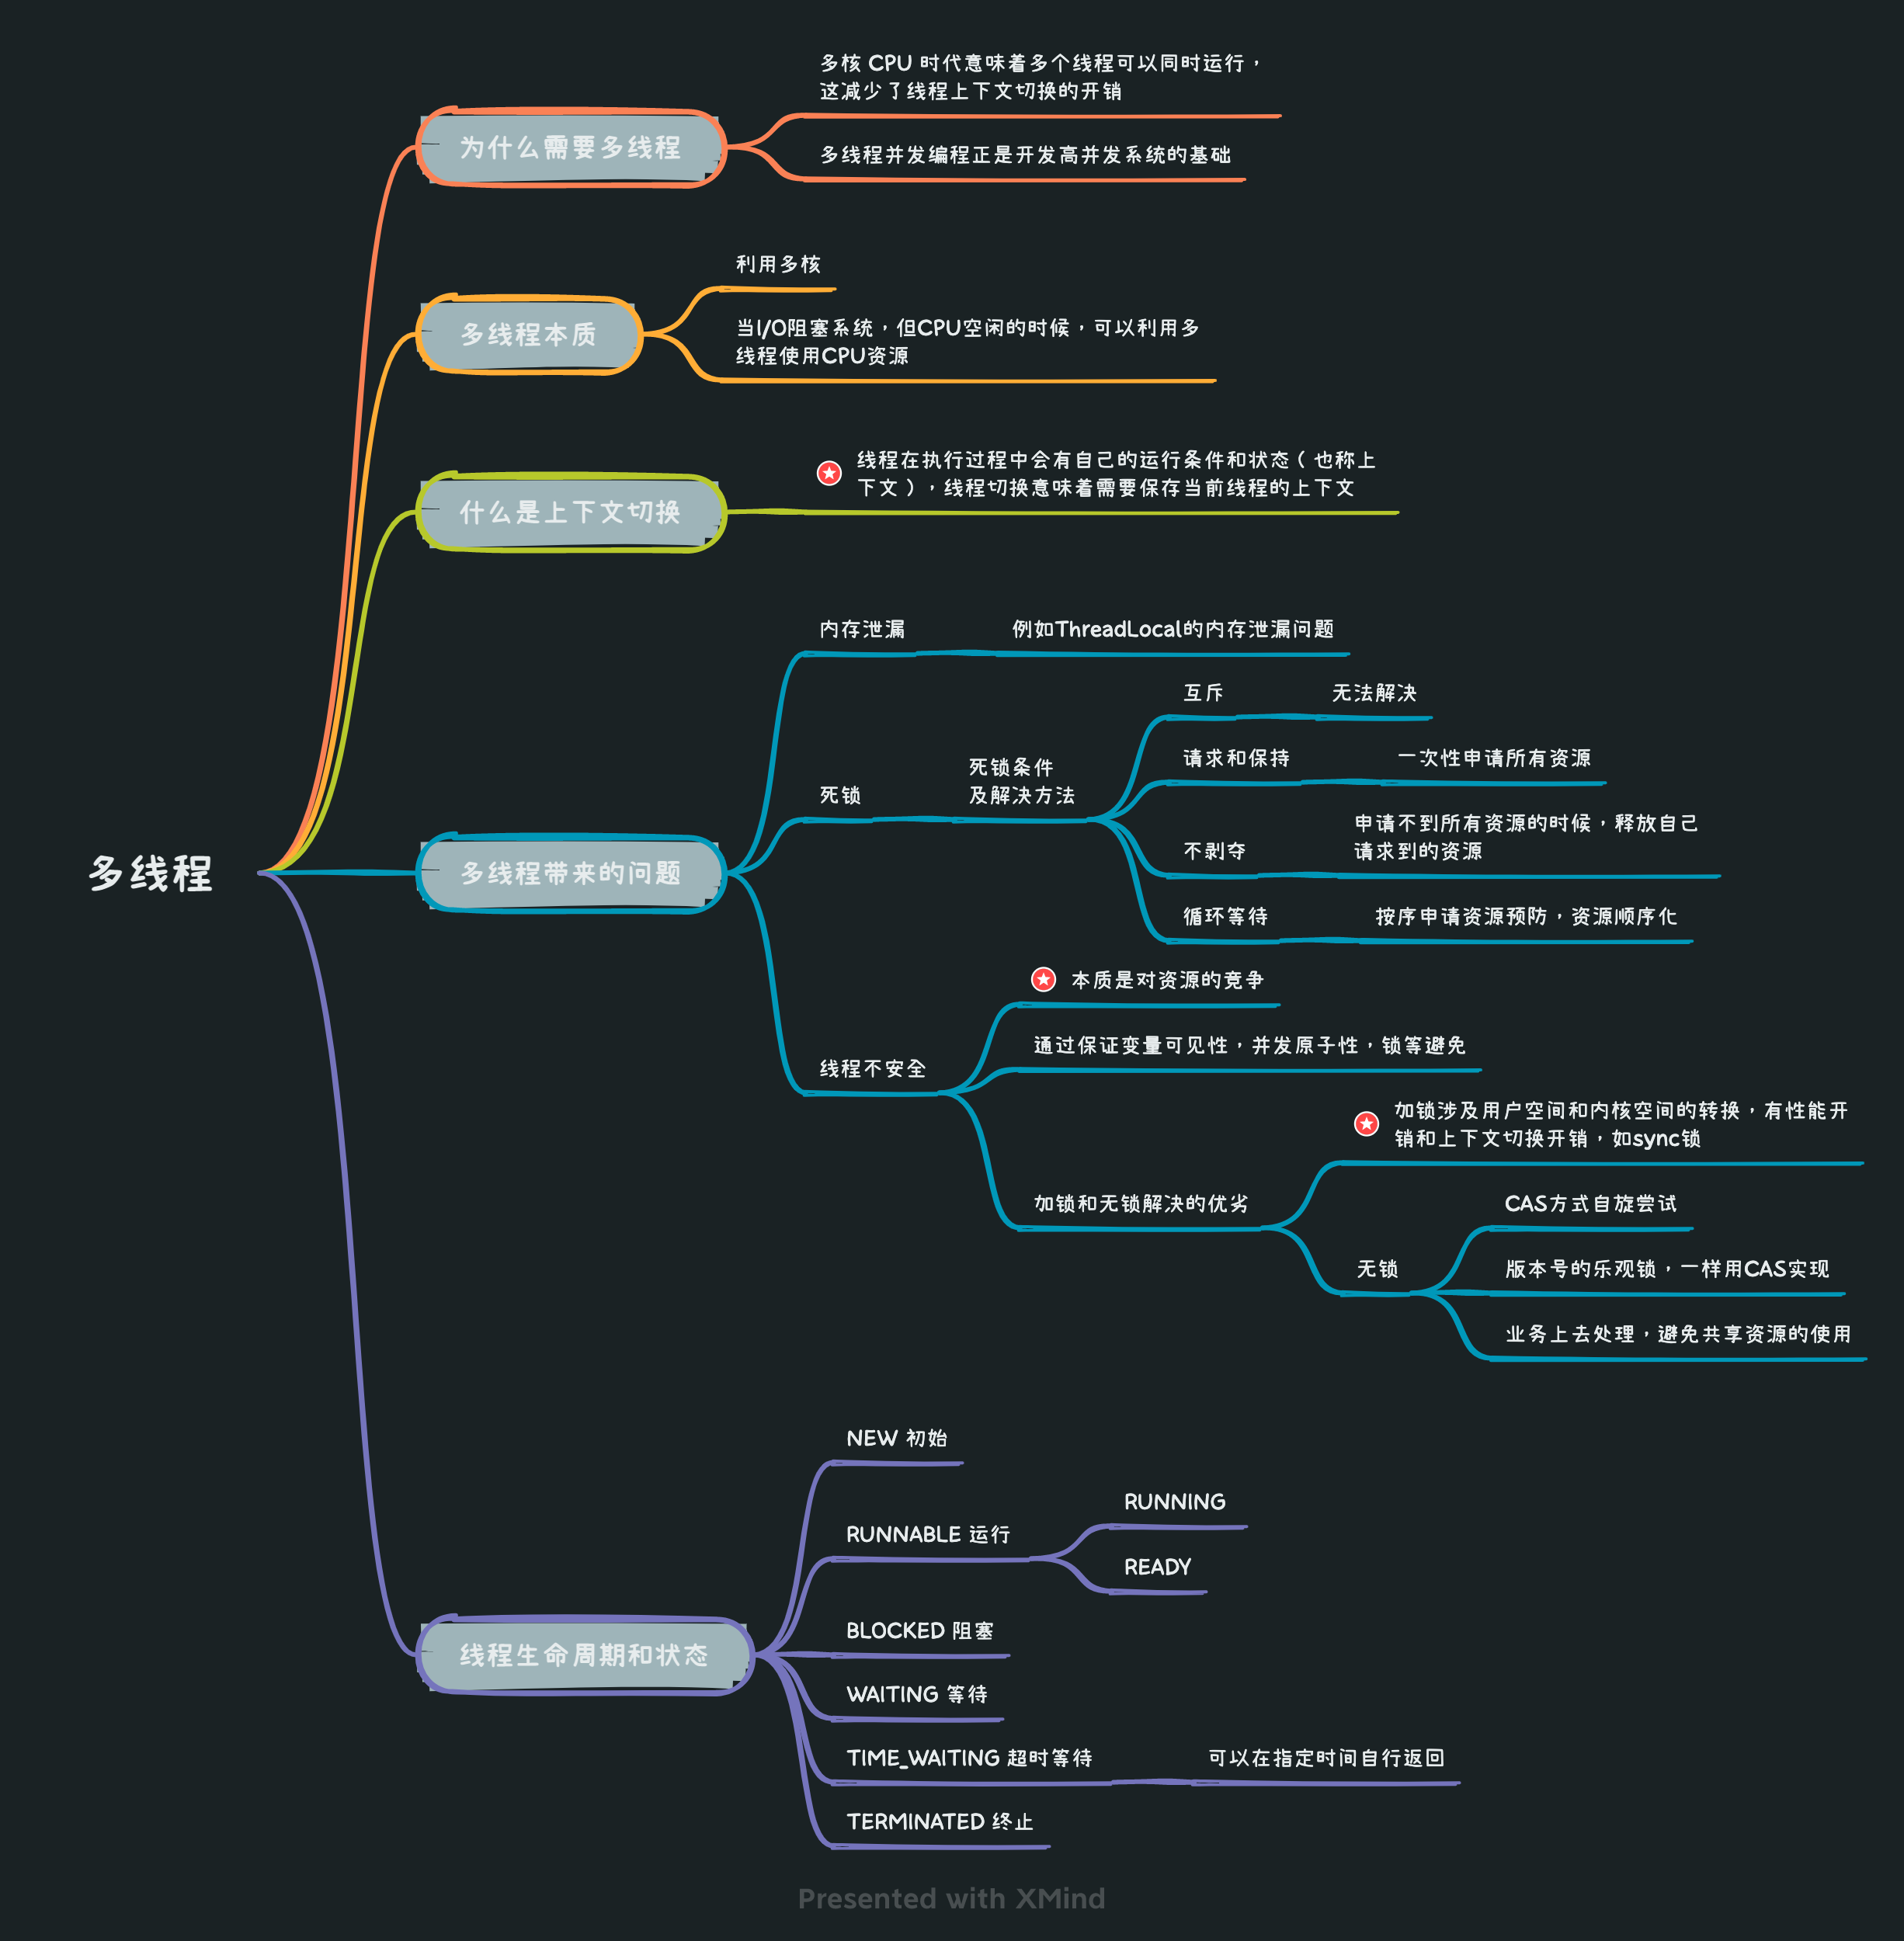 多核 CPU 时代意味着多个线程可以同时运行，
这减少了线程上下文切换的开销
为什么需要多线程
多线程并发编程正是开发高并发系统的基础
利用多核
多线程本质
当I/O阻塞系统，但CPU空闲的时候，可以利用多
线程使用CPU资源
线程在执行过程中会有自己的运行条件和状态（也称上
下文），线程切换意味着需要保存当前线程的上下文
什么是上下文切换
内存泄漏
例如ThreadLocal的内存泄漏问题
互斥
无法解决
请求和保持
一次性申请所有资源
死锁
死锁条件
及解决方法
不剥夺
申请不到所有资源的时候，释放自己
请求到的资源
循环等待
按序申请资源预防，资源顺序化
多线程
多线程带来的问题
本质是对资源的竞争
通过保证变量可见性，并发原子性，锁等避免
线程不安全
加锁涉及用户空间和内核空间的转换，有性能开
销和上下文切换开销，如sync锁
加锁和无锁解决的优劣
CAS方式自旋尝试
无锁
版本号的乐观锁，一样用CAS实现
业务上去处理，避免共享资源的使用
NEW 初始
RUNNING
RUNNABLE 运行
READY
BLOCKED 阻塞
线程生命周期和状态
WAITING 等待
TIME_WAITING 超时等待
可以在指定时间自行返回
TERMINATED 终止
Presented with XMind